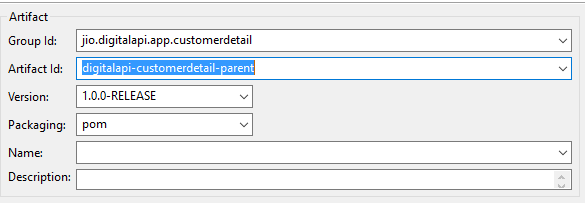 Artifact
Group Id: jio.digitalapi.app.customerdetail
Artifact Id: digitalapi-customerdetail-parent
Version: 1.0.0-RELEASE
Packaging: pom
Name:
Description: